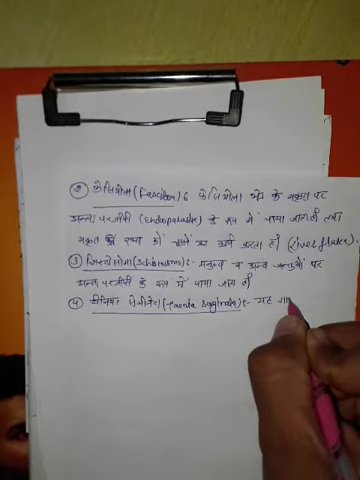 ② फेसिओला (Fasciola) : फेसिओला भेड़ के यकृत पर
अन्तः परजीवी (Endoparasite) के रूप में पाया जाता है तथा
यकृत द्रव्य को चूसने का कार्य करता है। (Liver fluke).
③ सिस्टोसोमा (Schistosoma) :- मनुष्य व अन्य जन्तुओं पर
अन्तः परजीवी के रूप में पाया जाता है
④ टीनिया सेजीनेटा (Taenia Saginata) :- यह गाय